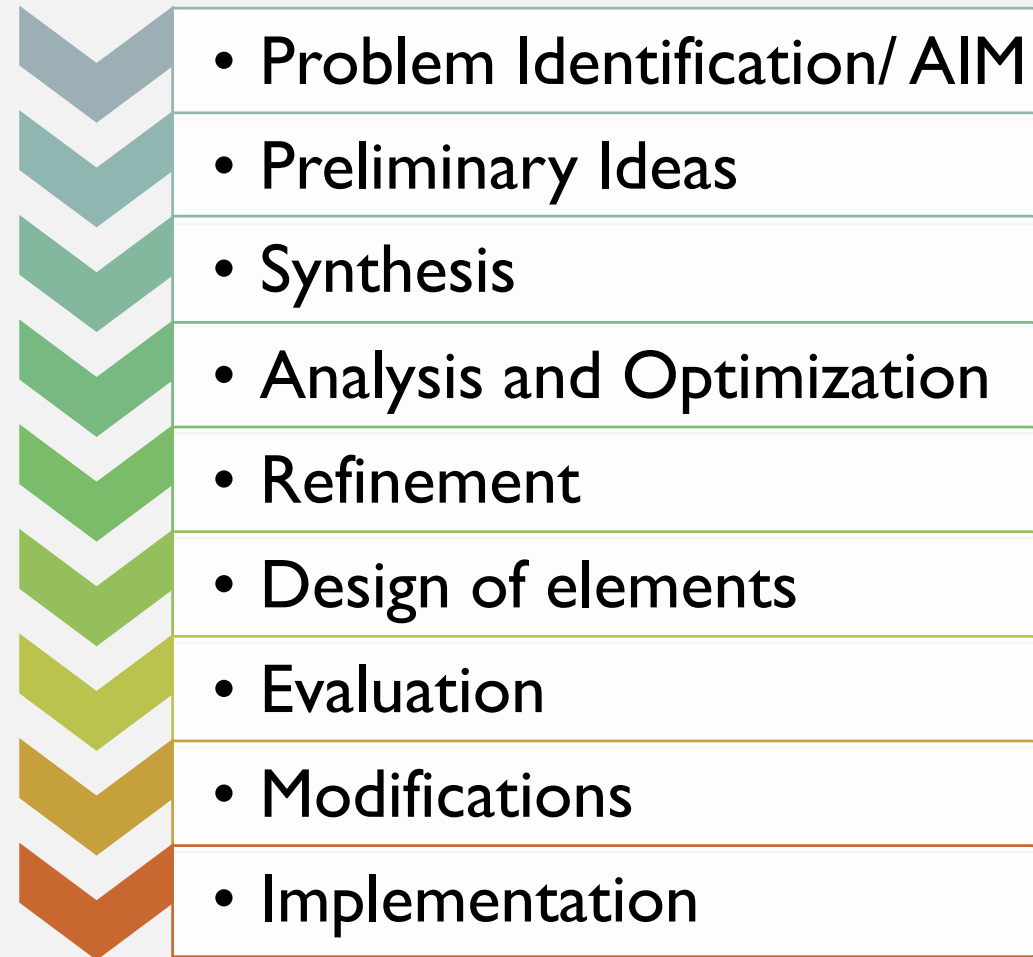 • Problem Identification/ AIM
• Preliminary Ideas
• Synthesis
• Analysis and Optimization
• Refinement
• Design of elements
• Evaluation
• Modifications
• Implementation